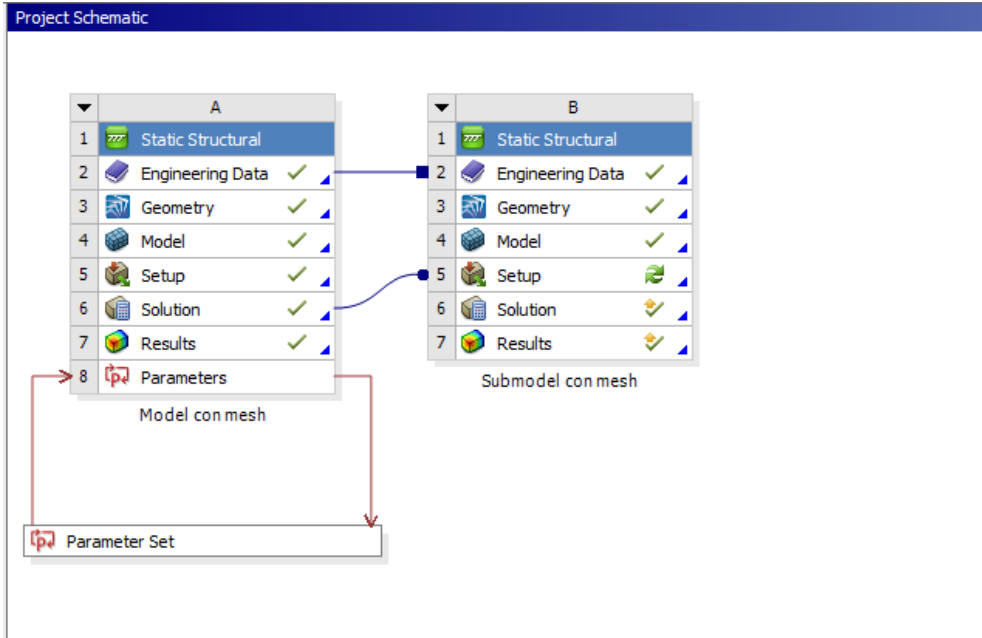 Project Schematic
A
1 Static Structural
2 Engineering Data
3 Geometry
4 Model
5 Setup
6 Solution
7 Results
8 Parameters
Model con mesh
B
1 Static Structural
2 Engineering Data
3 Geometry
4 Model
5 Setup
6 Solution
7 Results
Submodel con mesh
Parameter Set